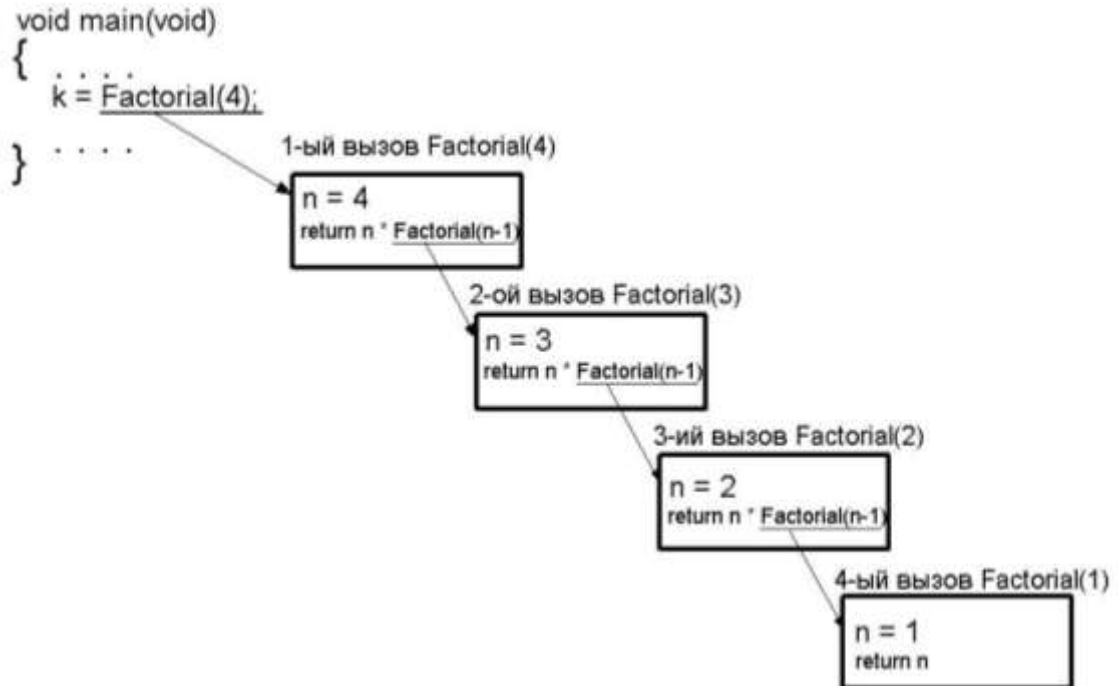 void main(void)
{
. . . .
k = Factorial(4);
. . . .
}
1-ый вызов Factorial(4)
n = 4
return n * Factorial(n-1)
2-ой вызов Factorial(3)
n = 3
return n * Factorial(n-1)
3-ий вызов Factorial(2)
n = 2
return n * Factorial(n-1)
4-ый вызов Factorial(1)
n = 1
return n